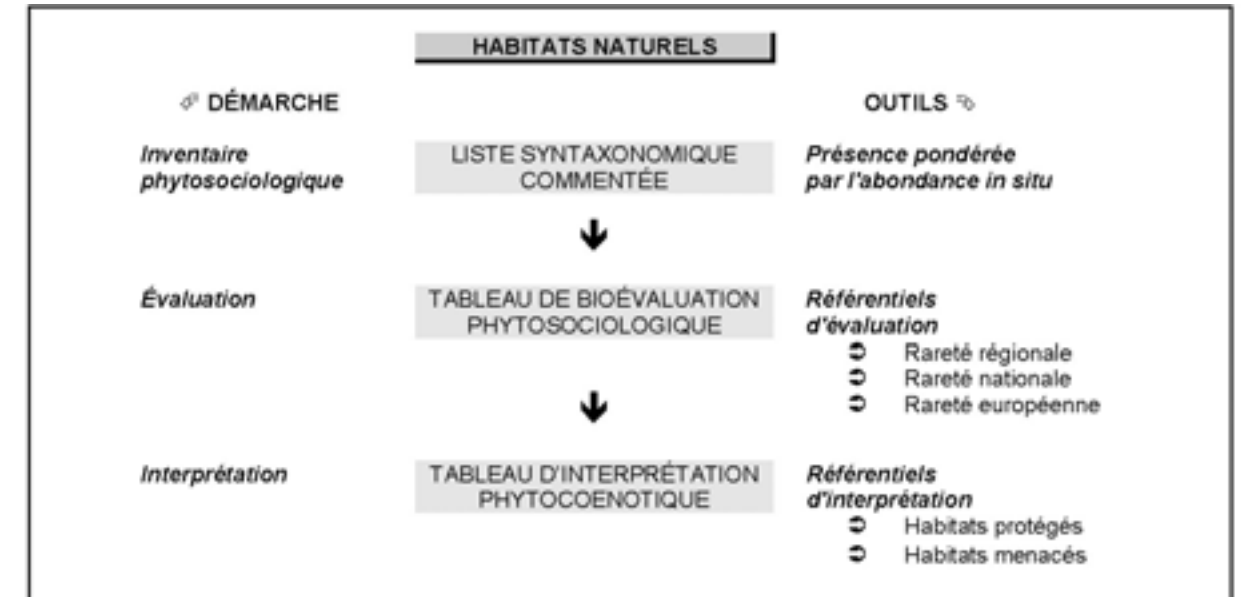 HABITATS NATURELS
DÉMARCHE
OUTILS
Inventaire
phytosociologique
LISTE SYNTAXONOMIQUE
COMMENTÉE
Présence pondérée
par l'abondance in situ
Évaluation
TABLEAU DE BIOÉVALUATION
PHYTOSOCIOLOGIQUE
Référentiels
d'évaluation
Rareté régionale
Rareté nationale
Rareté européenne
Interprétation
TABLEAU D'INTERPRÉTATION
PHYTOCOENOTIQUE
Référentiels
d'interprétation
Habitats protégés
Habitats menacés